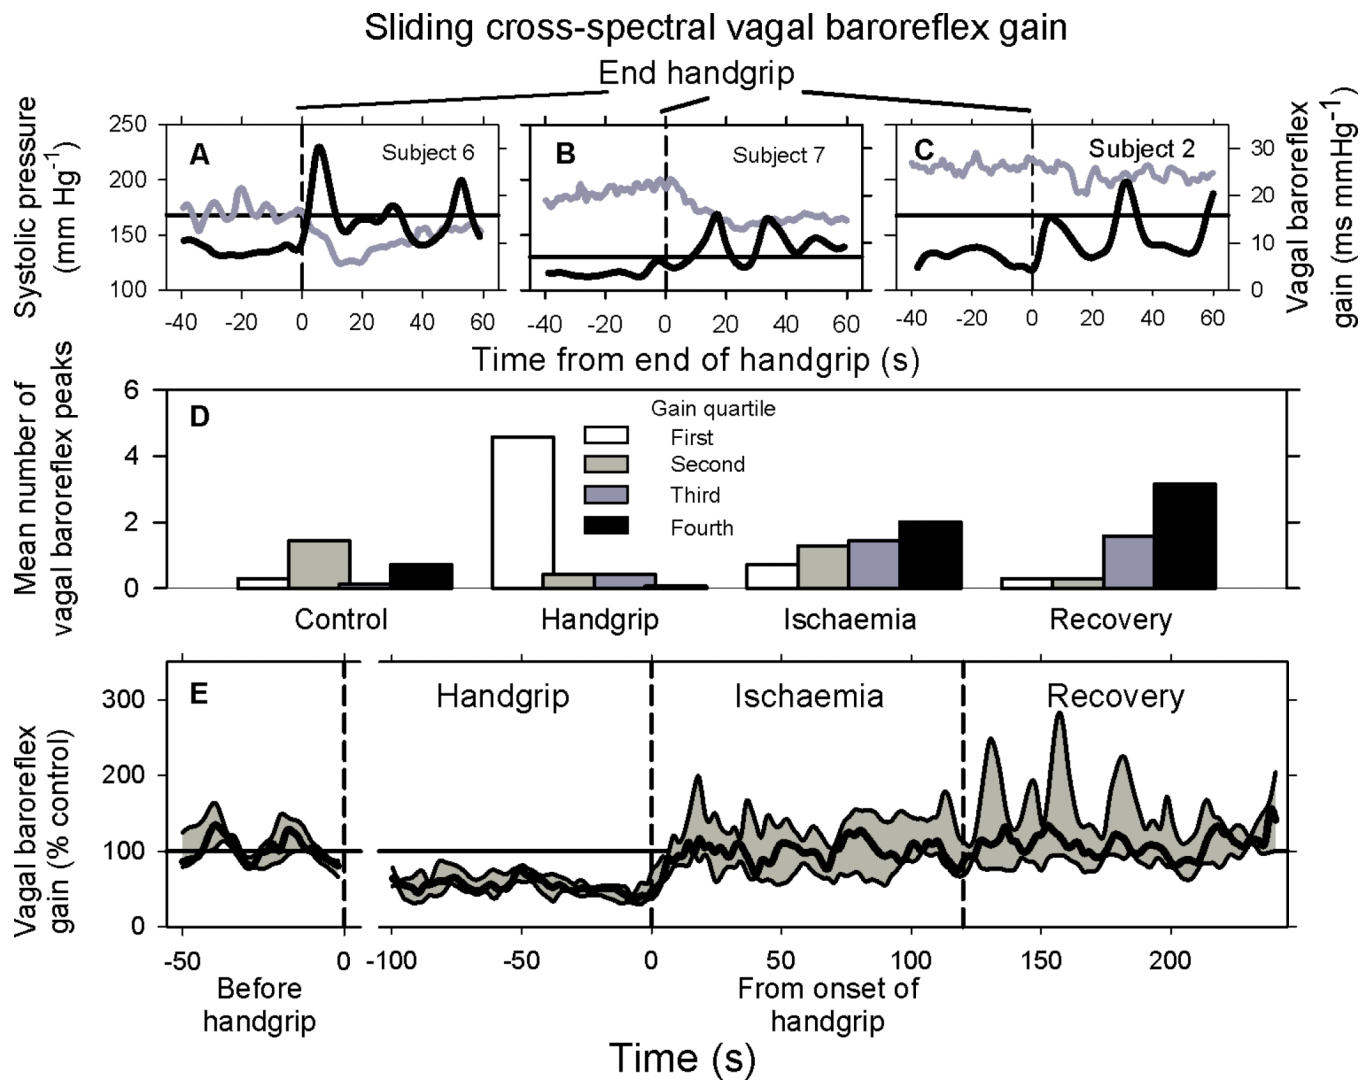 Sliding cross-spectral vagal baroreflex gain
End handgrip
Systolic pressure
(mm Hg⁻¹)
250
200
150
100
A
Subject 6
B
Subject 7
C
Subject 2
30
20
10
0
Vagal baroreflex
gain (ms mmHg⁻¹)
-40 -20 0 20 40 60
-40 -20 0 20 40 60
-40 -20 0 20 40 60
Time from end of handgrip (s)
Mean number of
vagal baroreflex peaks
6
4
2
0
D
Gain quartile
First
Second
Third
Fourth
Control Handgrip Ischaemia Recovery
Vagal baroreflex
gain (% control)
300
200
100
0
E
Handgrip Ischaemia Recovery
-50 0 -100 -50 0 50 100 150 200
Before
handgrip
From onset of
handgrip
Time (s)